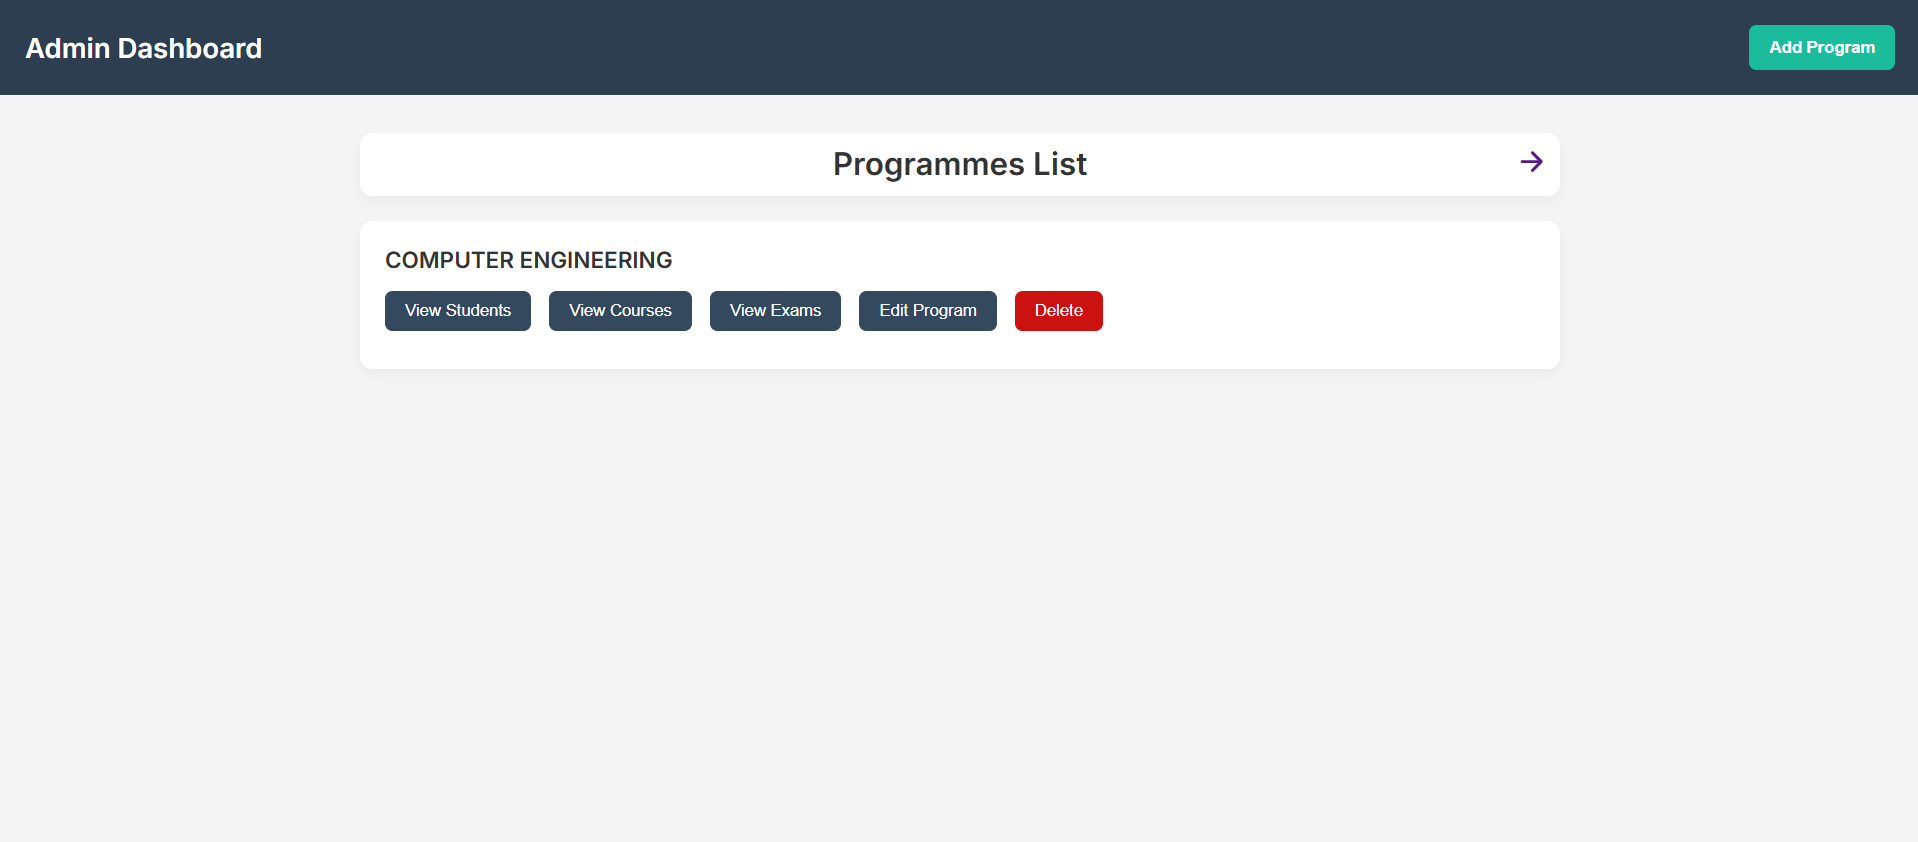 Admin Dashboard
Add Program
Programmes List
COMPUTER ENGINEERING
View Students
View Courses
View Exams
Edit Program
Delete